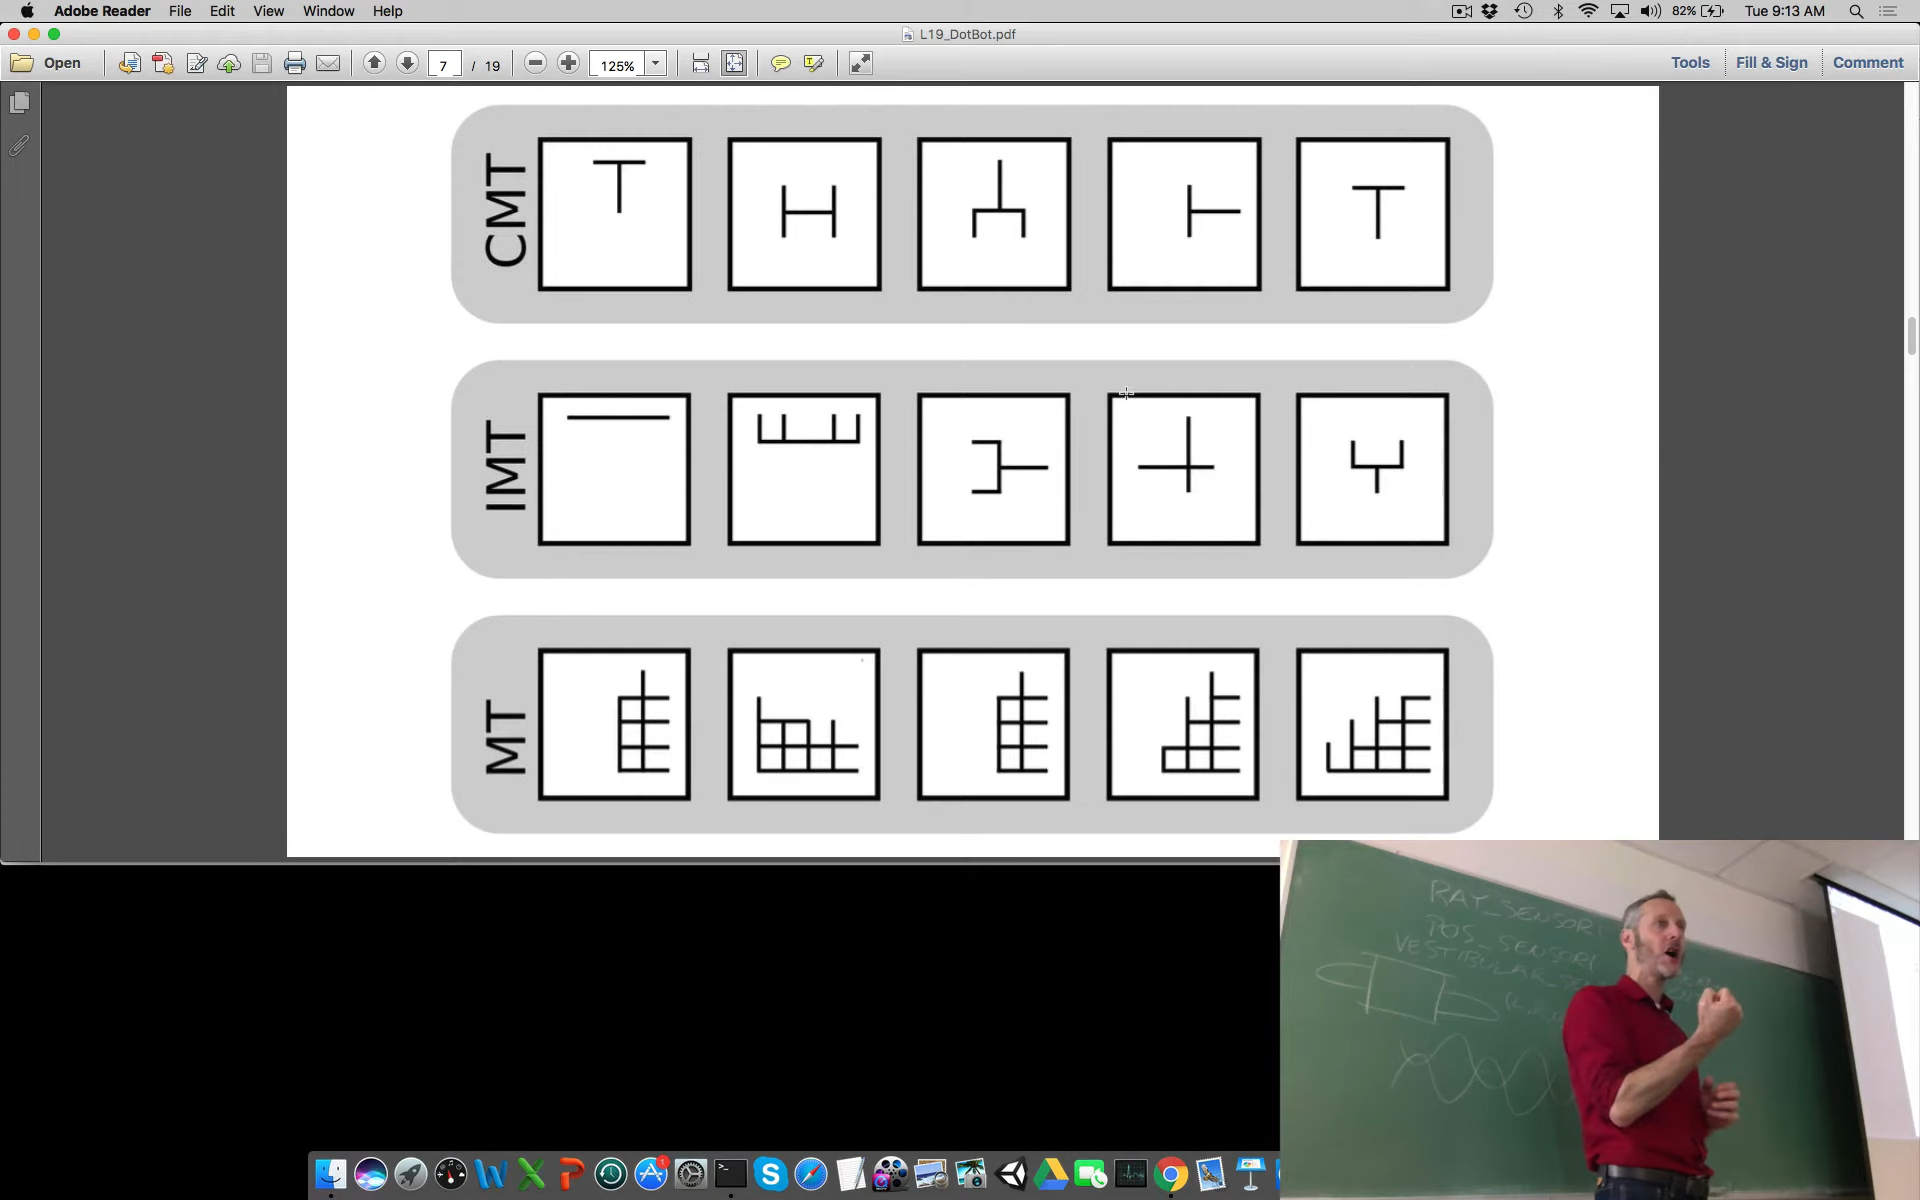 Adobe Reader File Edit View Window Help 82% Tue 9:13 AM
L19_DotBot.pdf
Open 7 / 19 125% Tools Fill & Sign Comment
CMT
IMT
MT
RAY_SENSOR
POS_SENSOR
VESTIBULAR_SEN